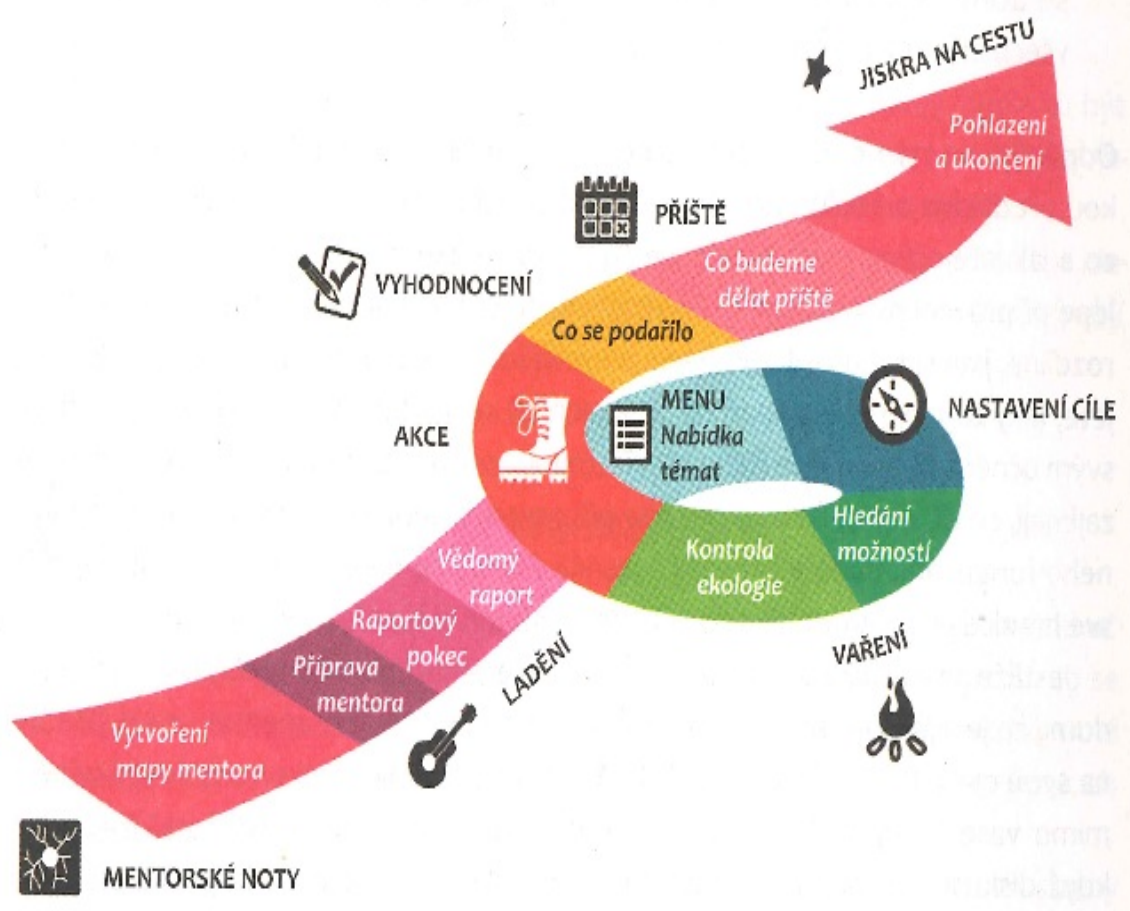 JISKRA NA CESTU
Pohlazení
a ukončení
PŘÍŠTĚ
Co budeme
dělat příště
VYHODNOCENÍ
Co se podařilo
MENU
Nabídka
témat
NASTAVENÍ CÍLE
AKCE
Hledání
možností
Kontrola
ekologie
VAŘENÍ
Vědomý
raport
Raportový
pokec
LADĚNÍ
Příprava
mentora
Vytvoření
mapy mentora
MENTORSKÉ NOTY